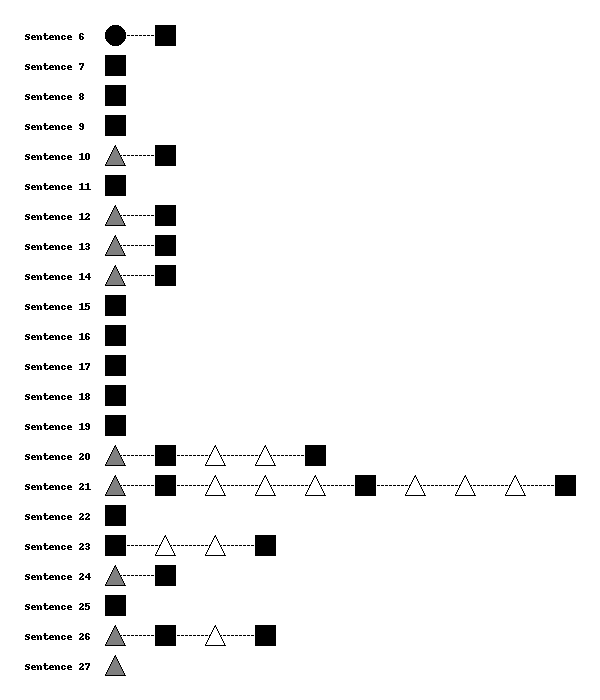 Sentence 6
Sentence 7
Sentence 8
Sentence 9
Sentence 10
Sentence 11
Sentence 12
Sentence 13
Sentence 14
Sentence 15
Sentence 16
Sentence 17
Sentence 18
Sentence 19
Sentence 20
Sentence 21
Sentence 22
Sentence 23
Sentence 24
Sentence 25
Sentence 26
Sentence 27